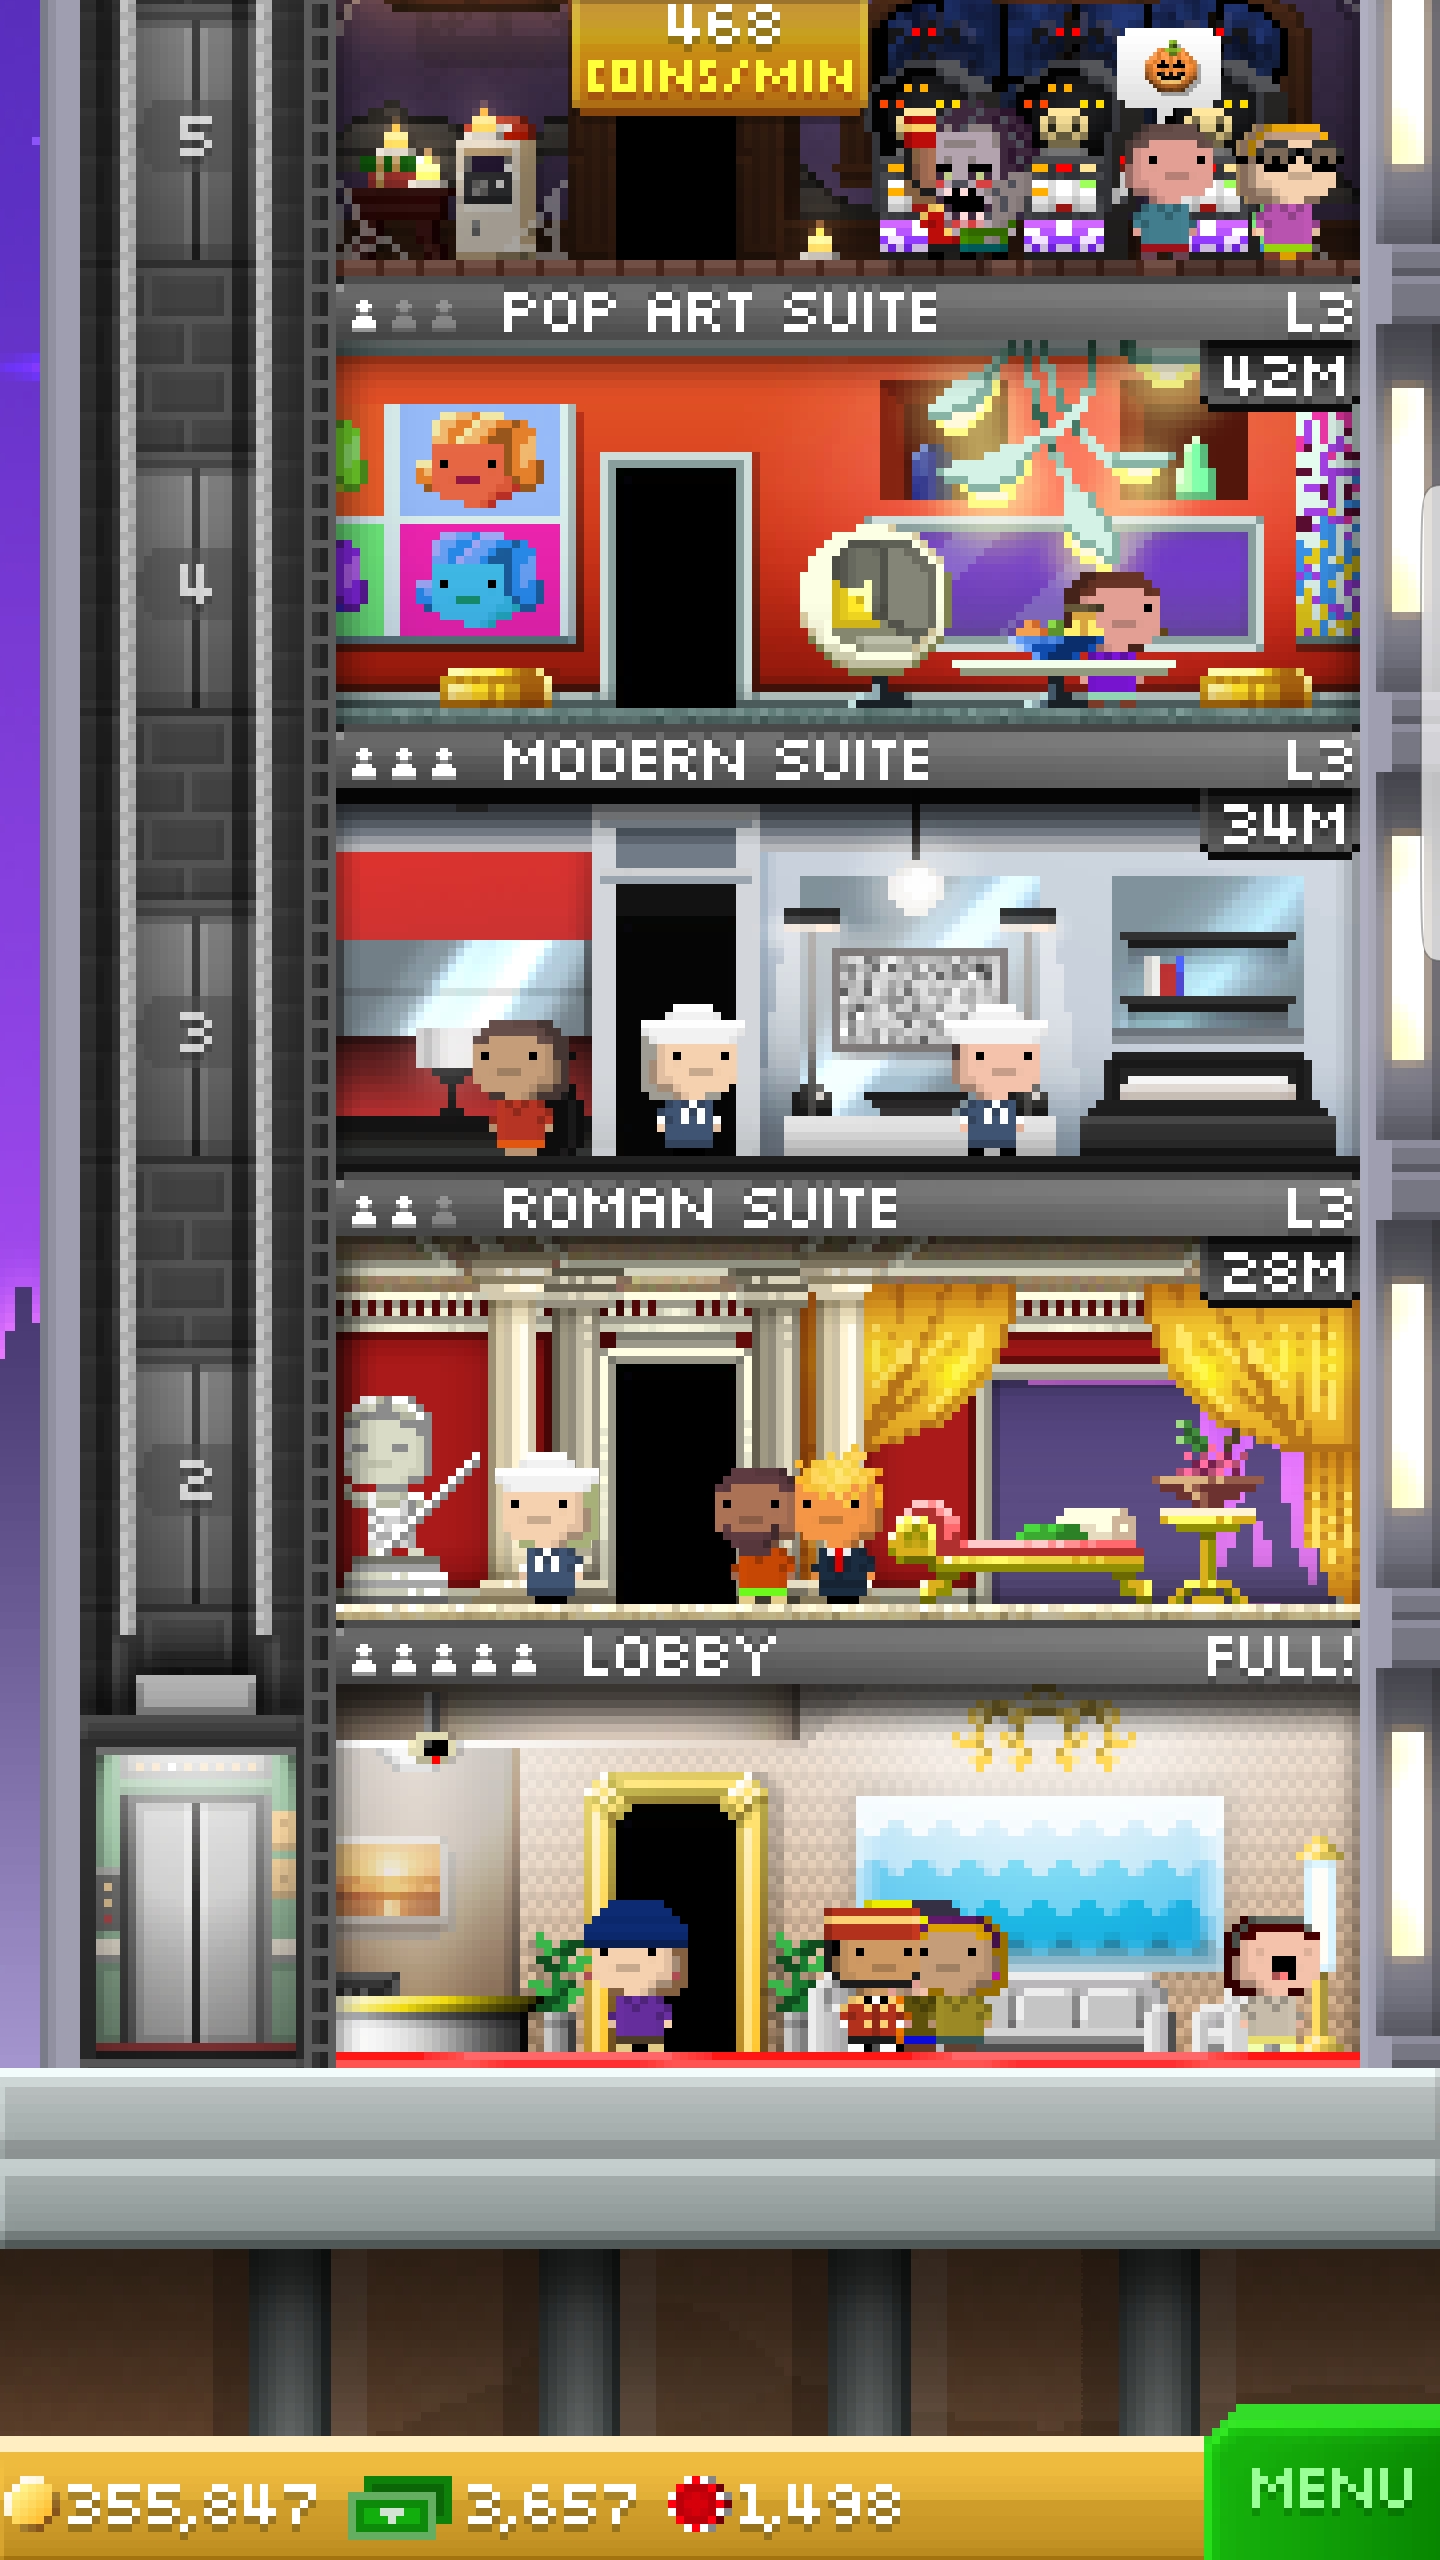 468
COINS/MIN
5
POP ART SUITE L3
42M
4
MODERN SUITE L3
34M
3
ROMAN SUITE L3
28M
2
LOBBY FULL!
355,847 3,657 1,498
MENU